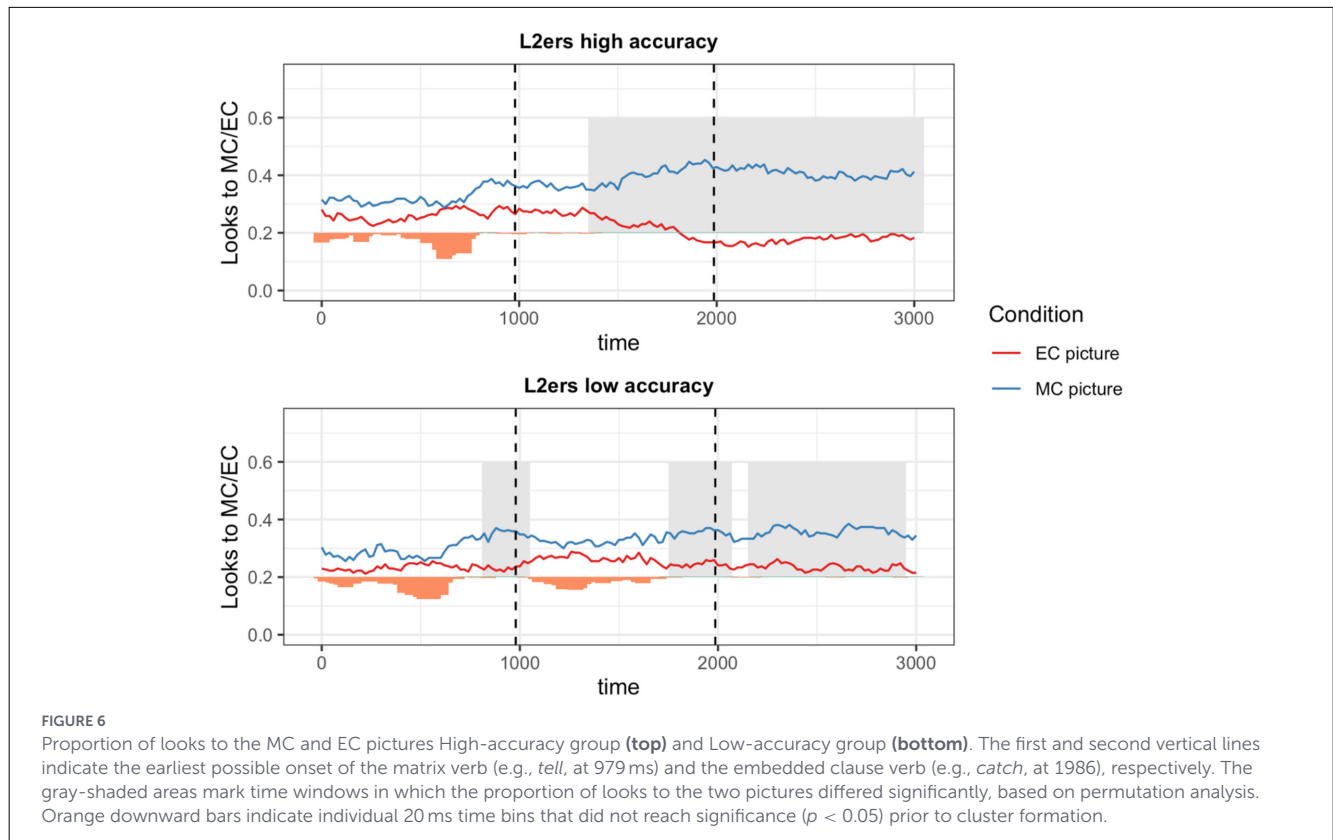 L2ers high accuracy
Looks to MC/EC
0.6
0.4
0.2
0.0
0 1000 2000 3000
time
Condition
EC picture
MC picture
L2ers low accuracy
Looks to MC/EC
0.6
0.4
0.2
0.0
0 1000 2000 3000
time
FIGURE 6
Proportion of looks to the MC and EC pictures High-accuracy group (top) and Low-accuracy group (bottom). The first and second vertical lines
indicate the earliest possible onset of the matrix verb (e.g., tell, at 979 ms) and the embedded clause verb (e.g., catch, at 1986), respectively. The
gray-shaded areas mark time windows in which the proportion of looks to the two pictures differed significantly, based on permutation analysis.
Orange downward bars indicate individual 20 ms time bins that did not reach significance (p < 0.05) prior to cluster formation.